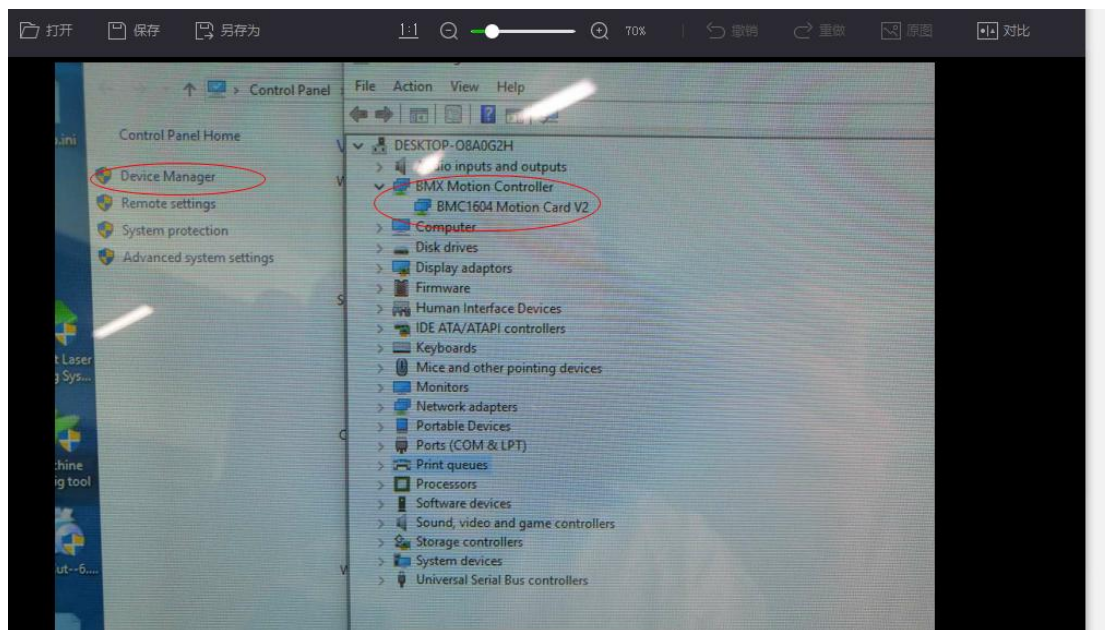 打开 保存 另存为 1:1 70% 撤销 重做 原图 对比
Control Panel
File Action View Help
.ini
Control Panel Home
DESKTOP-O8A0G2H
io inputs and outputs
Device Manager
BMX Motion Controller
Remote settings
BMC1604 Motion Card V2
System protection
Computer
Disk drives
Advanced system settings
Display adaptors
Firmware
Human Interface Devices
IDE ATA/ATAPI controllers
Keyboards
t Laser
g Sys...
Mice and other pointing devices
Monitors
Network adapters
Portable Devices
Ports (COM & LPT)
chine
ig tool
Print queues
Processors
Software devices
Sound, video and game controllers
Storage controllers
System devices
ut--6....
Universal Serial Bus controllers